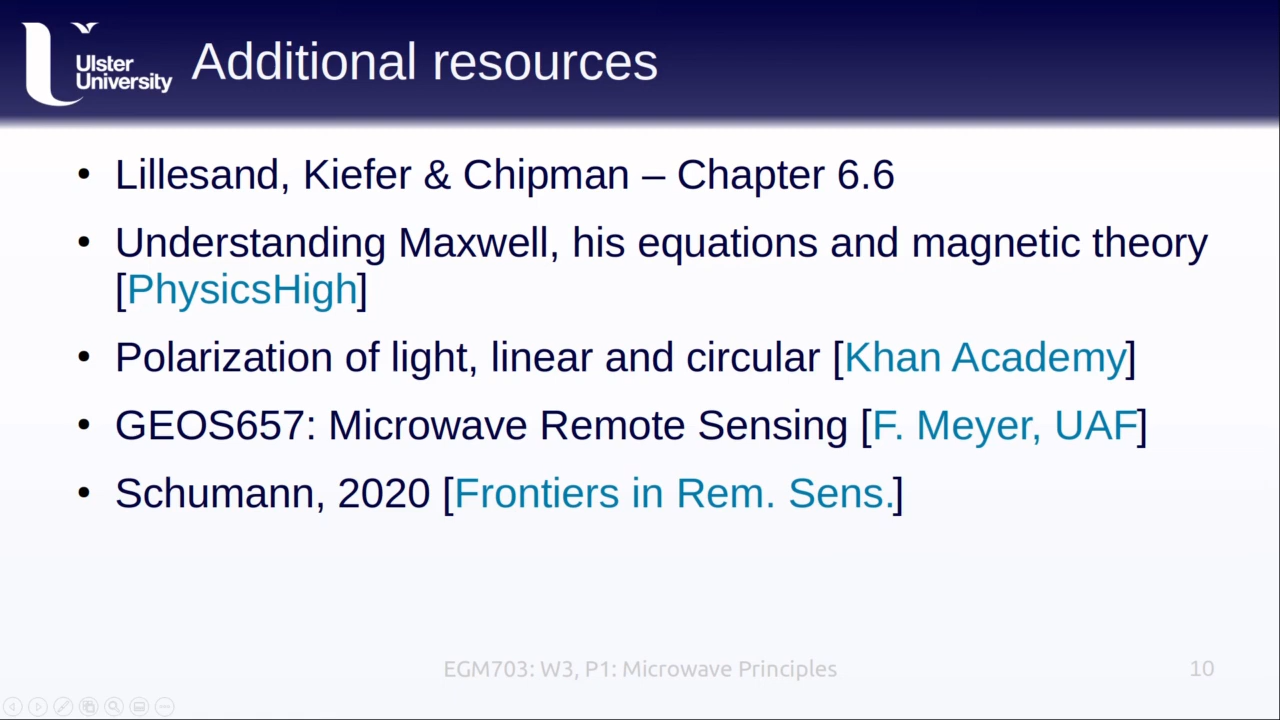 Ulster
University
Additional resources
• Lillesand, Kiefer & Chipman – Chapter 6.6
• Understanding Maxwell, his equations and magnetic theory
[PhysicsHigh]
• Polarization of light, linear and circular [Khan Academy]
• GEOS657: Microwave Remote Sensing [F. Meyer, UAF]
• Schumann, 2020 [Frontiers in Rem. Sens.]
EGM703: W3, P1: Microwave Principles
10